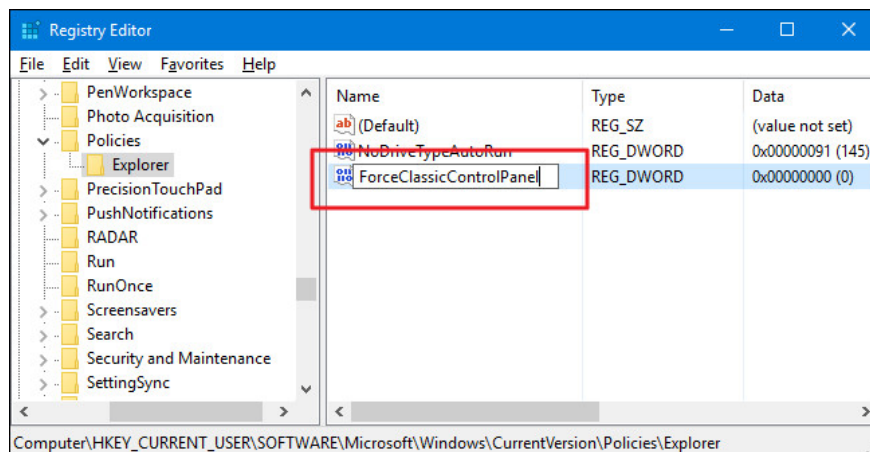 Registry Editor
File Edit View Favorites Help
PenWorkspace
Photo Acquisition
Policies
Explorer
PrecisionTouchPad
PushNotifications
RADAR
Run
RunOnce
Screensavers
Search
Security and Maintenance
SettingSync
Name Type Data
(Default) REG_SZ (value not set)
NoDriveTypeAutoRun REG_DWORD 0x00000091 (145)
ForceClassicControlPanel REG_DWORD 0x00000000 (0)
Computer\HKEY_CURRENT_USER\SOFTWARE\Microsoft\Windows\CurrentVersion\Policies\Explorer